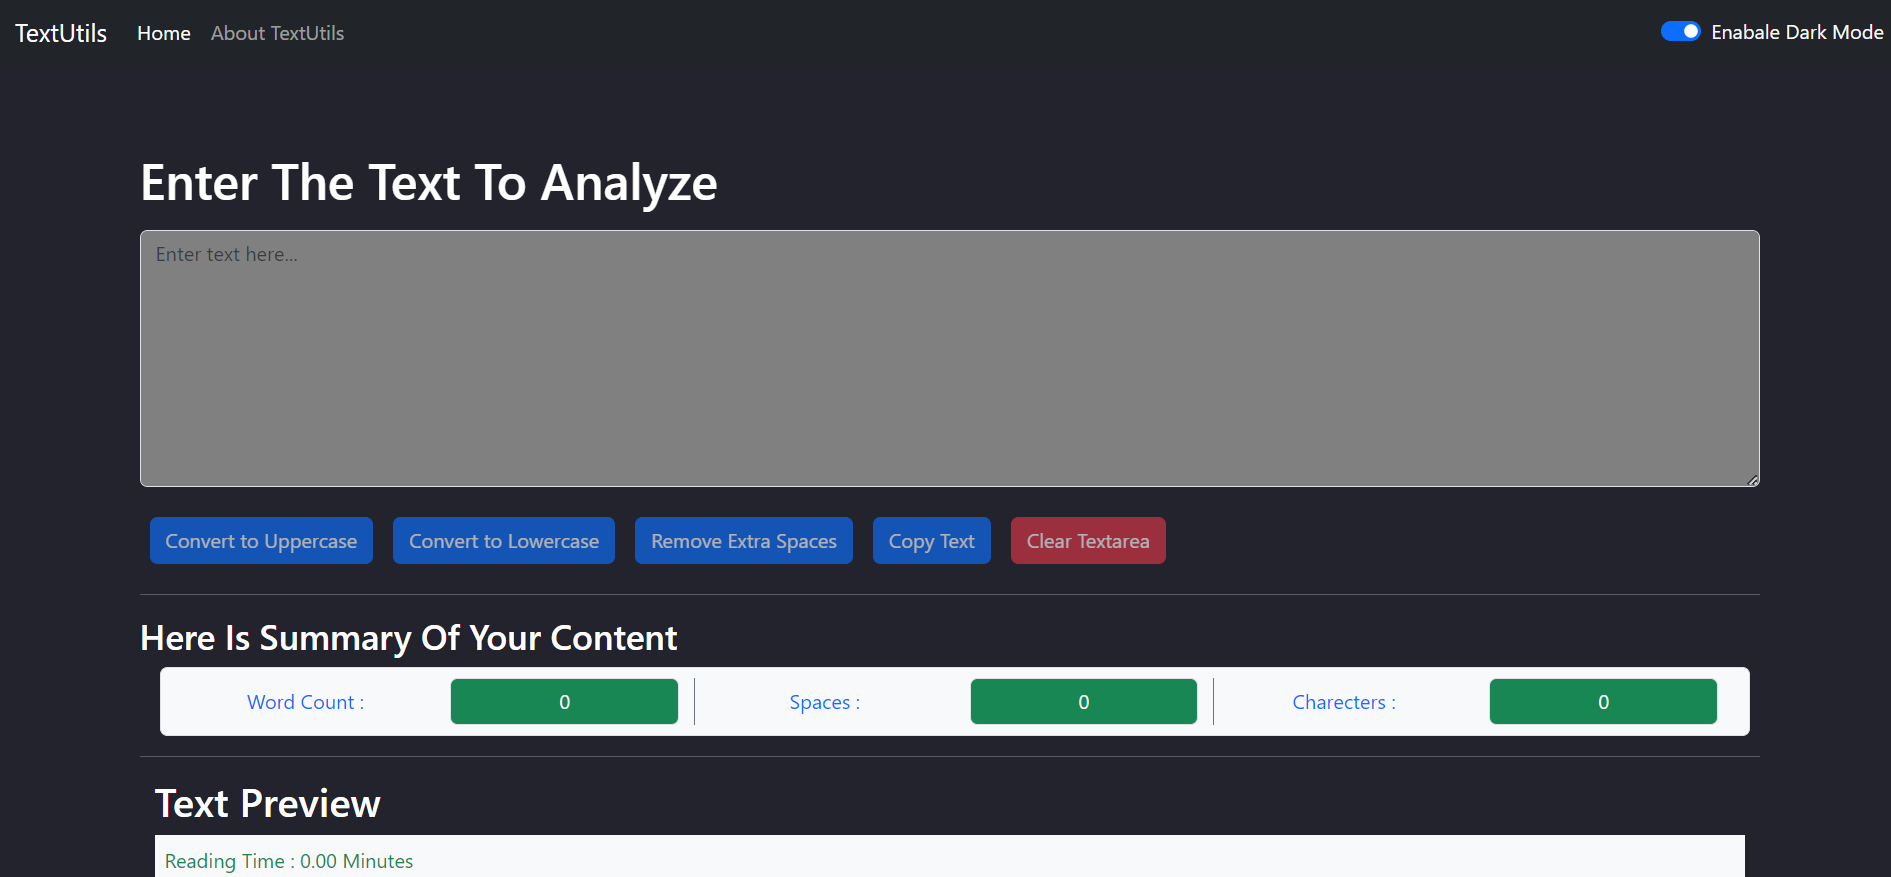 TextUtils Home About TextUtils Enabale Dark Mode
Enter The Text To Analyze
Enter text here...
Convert to Uppercase Convert to Lowercase Remove Extra Spaces Copy Text Clear Textarea
Here Is Summary Of Your Content
Word Count : 0 Spaces : 0 Charecters : 0
Text Preview
Reading Time : 0.00 Minutes